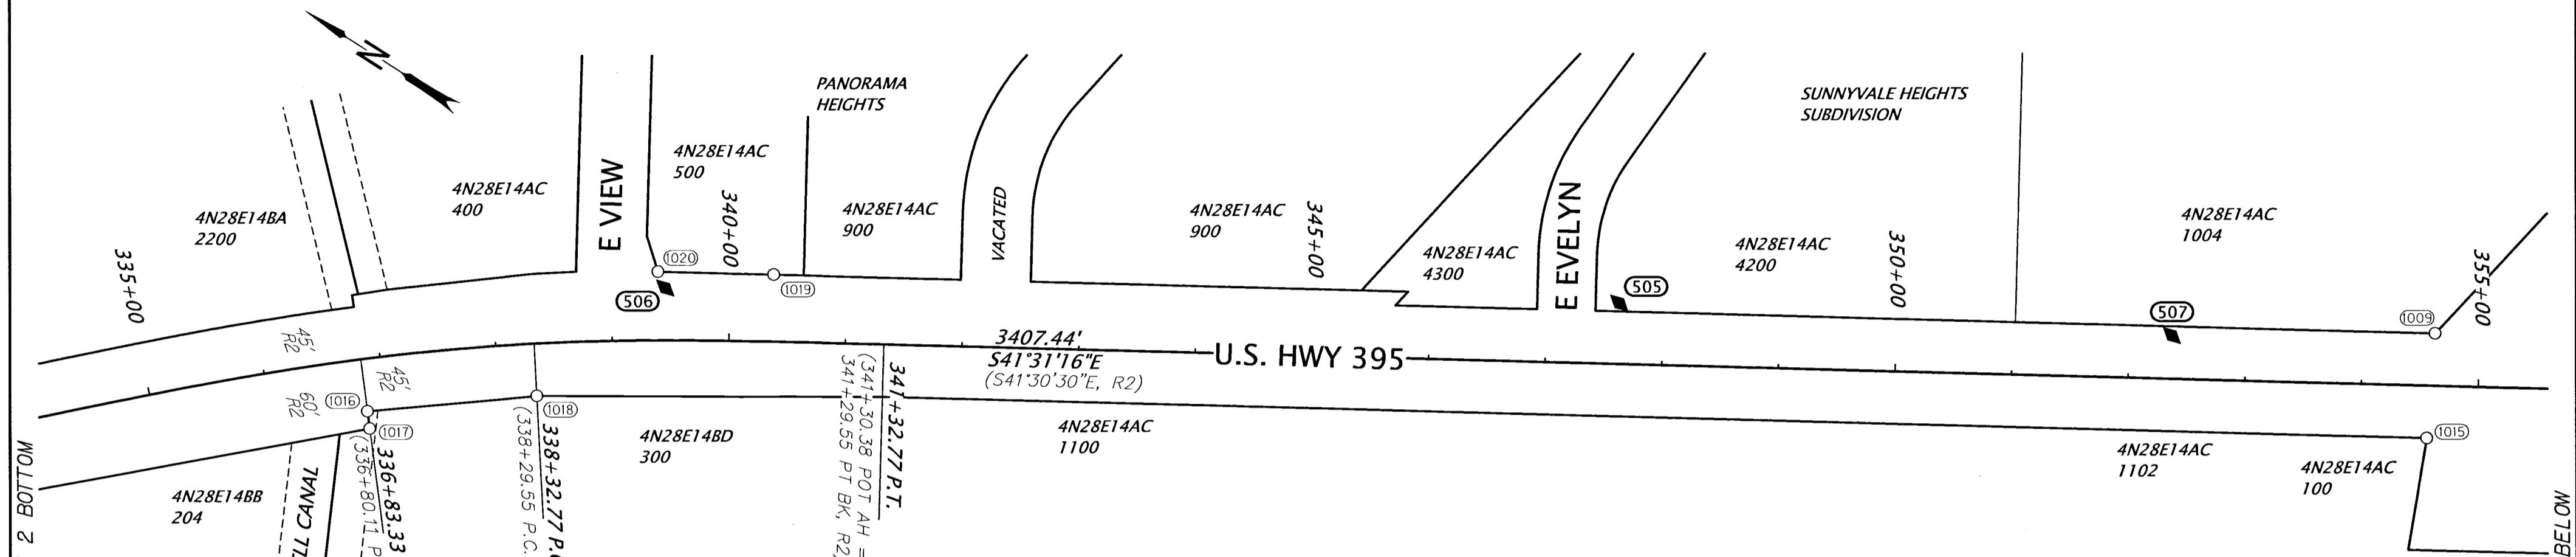 N
PANORAMA
HEIGHTS
SUNNYVALE HEIGHTS
SUBDIVISION
4N28E14BA
2200
4N28E14AC
400
E VIEW
4N28E14AC
500
340+00
4N28E14AC
900
VACATED
4N28E14AC
900
345+00
4N28E14AC
4300
E EVELYN
4N28E14AC
4200
350+00
4N28E14AC
1004
355+00
335+00
1020
506
1019
505
507
1009
45'
R2
45'
R2
60'
R2
3407.44'
S41°31'16"E
(S41°30'30"E, R2)
U.S. HWY 395
1016
1017
1018
1015
336+83.33
(336+80.11 P
338+32.77 P.
(338+29.55 P.C.
341+32.77 P.T.
(341+30.38 POT AH =
341+29.55 PT BK, R2,
4N28E14BB
204
LL CANAL
4N28E14BD
300
4N28E14AC
1100
4N28E14AC
1102
4N28E14AC
100
2 BOTTOM
BELOW